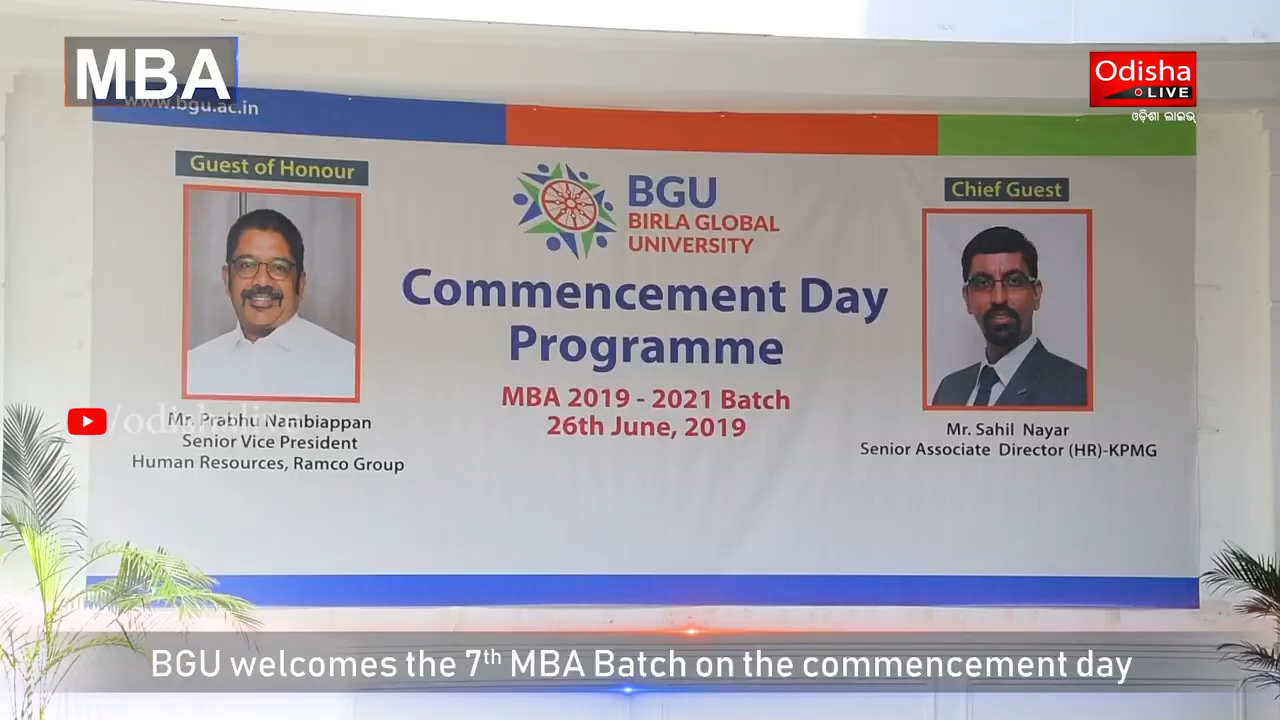 MBA
Odisha
LIVE
ଓଡ଼ିଶା ଲାଇଭ୍
www.bgu.ac.in
Guest of Honour
BGU
BIRLA GLOBAL
UNIVERSITY
Chief Guest
Commencement Day
Programme
MBA 2019 - 2021 Batch
26th June, 2019
/odishalive
Mr. Prabhu Nambiappan
Senior Vice President
Human Resources, Ramco Group
Mr. Sahil Nayar
Senior Associate Director (HR)-KPMG
BGU welcomes the 7th MBA Batch on the commencement day